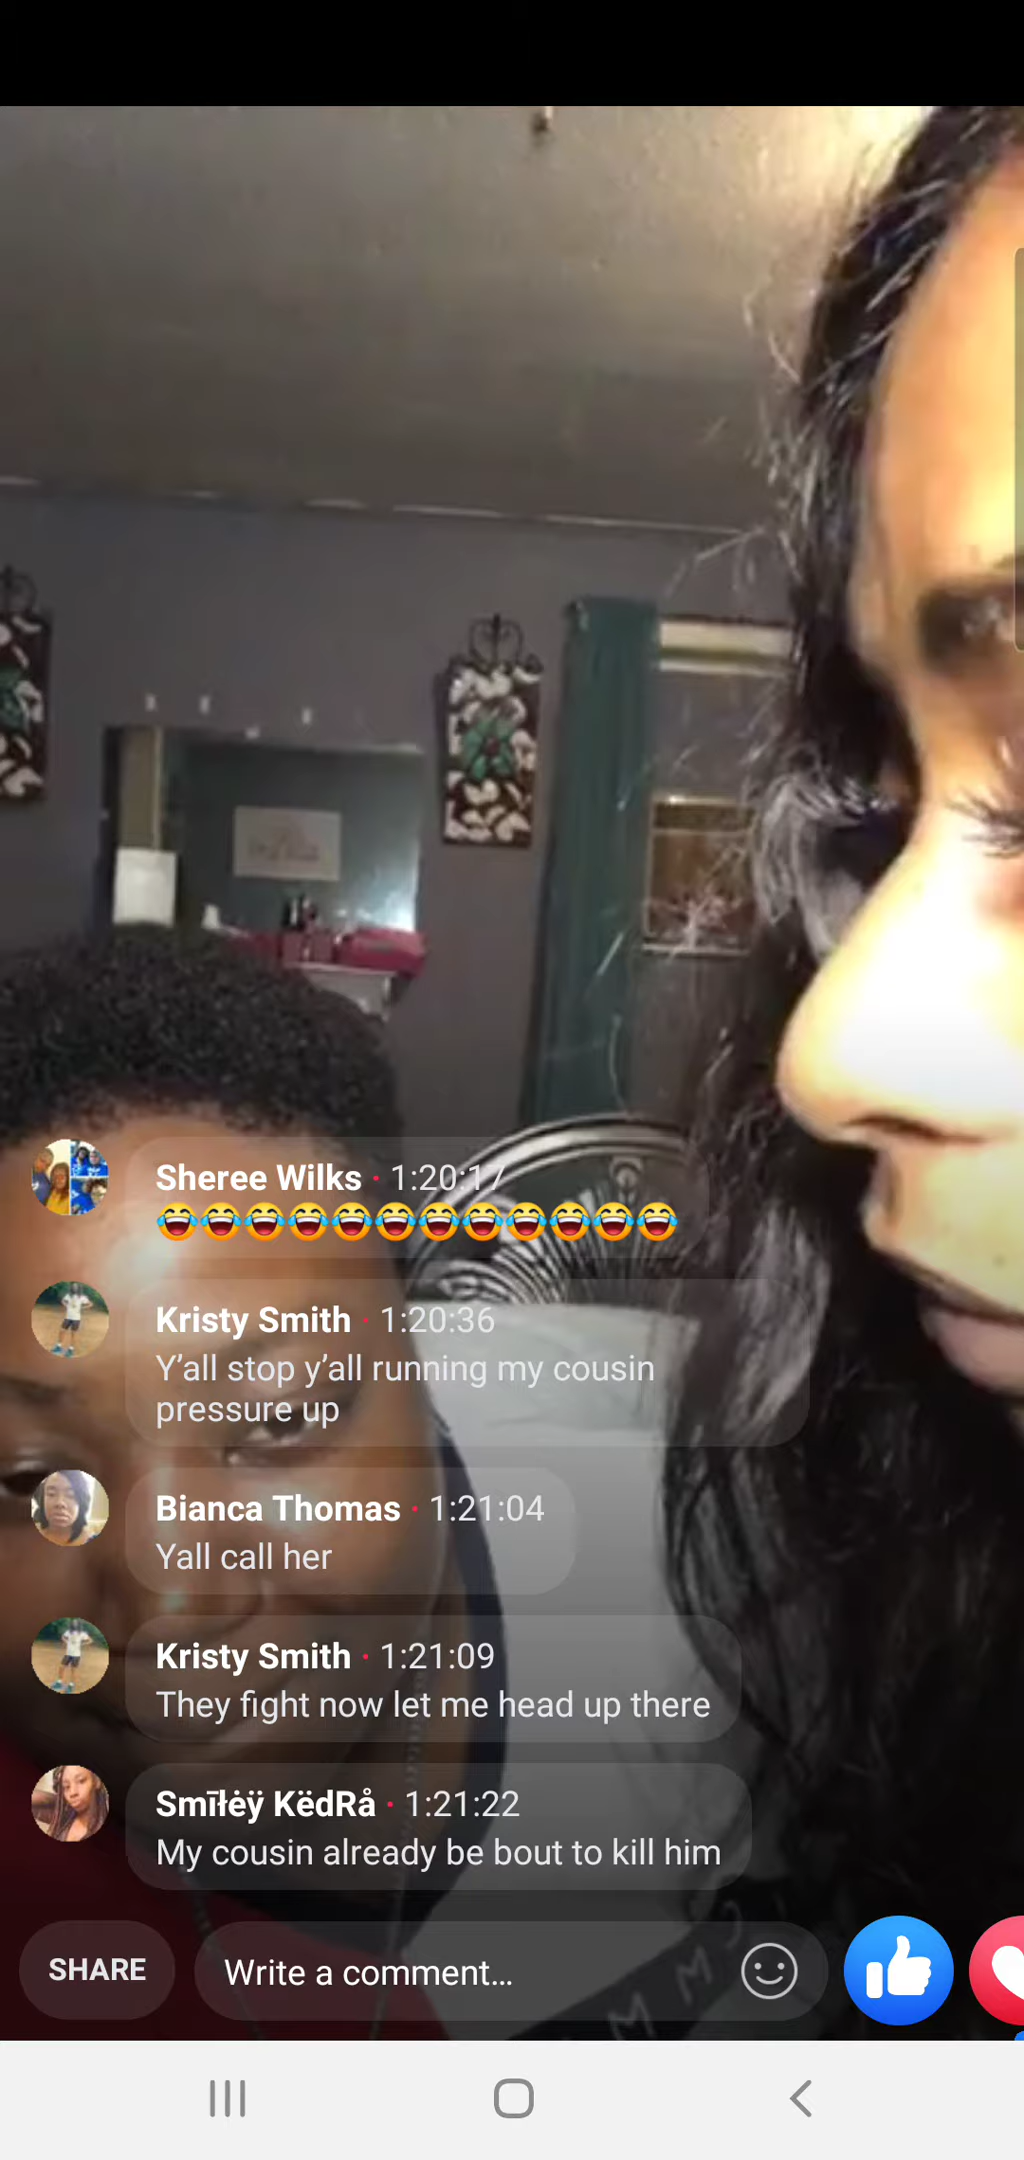 Sheree Wilks · 1:20:17
😂😂😂😂😂😂😂😂😂😂😂😂
Kristy Smith · 1:20:36
Y’all stop y’all running my cousin
pressure up
Bianca Thomas · 1:21:04
Yall call her
Kristy Smith · 1:21:09
They fight now let me head up there
Smīłėÿ KëdRå · 1:21:22
My cousin already be bout to kill him
SHARE
Write a comment...